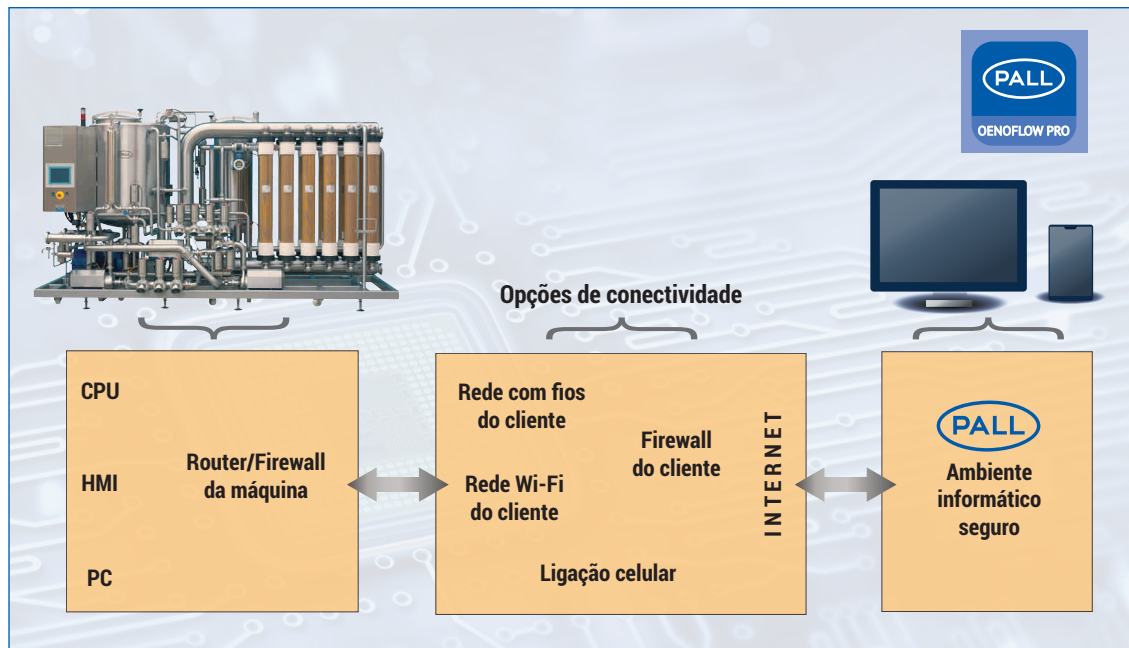 PALL
OENOFLOW PRO
Opções de conectividade
CPU
HMI
PC
Router/Firewall
da máquina
Rede com fios
do cliente
Rede Wi-Fi
do cliente
Firewall
do cliente
Ligação celular
INTERNET
PALL
Ambiente
informático
seguro